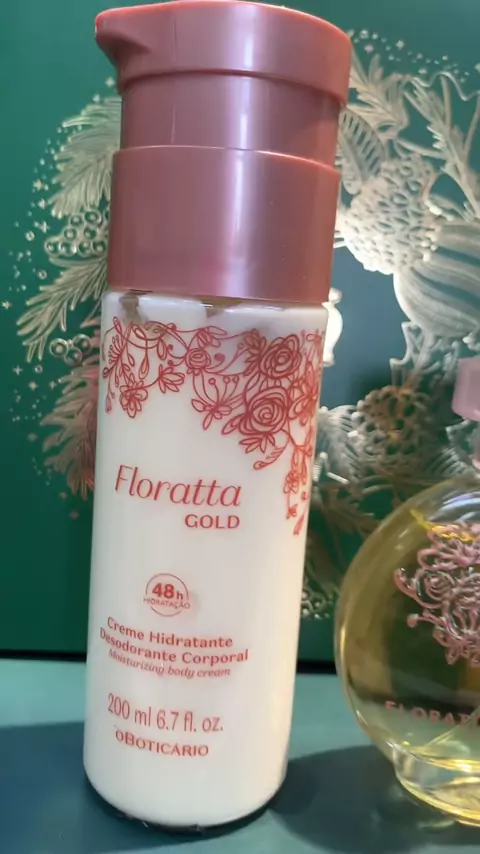 Floratta
GOLD
48h
HIDRATAÇÃO
Creme Hidratante
Desodorante Corporal
Moisturizing body cream
200 ml 6.7 fl. oz.
oBOTICÁRIO